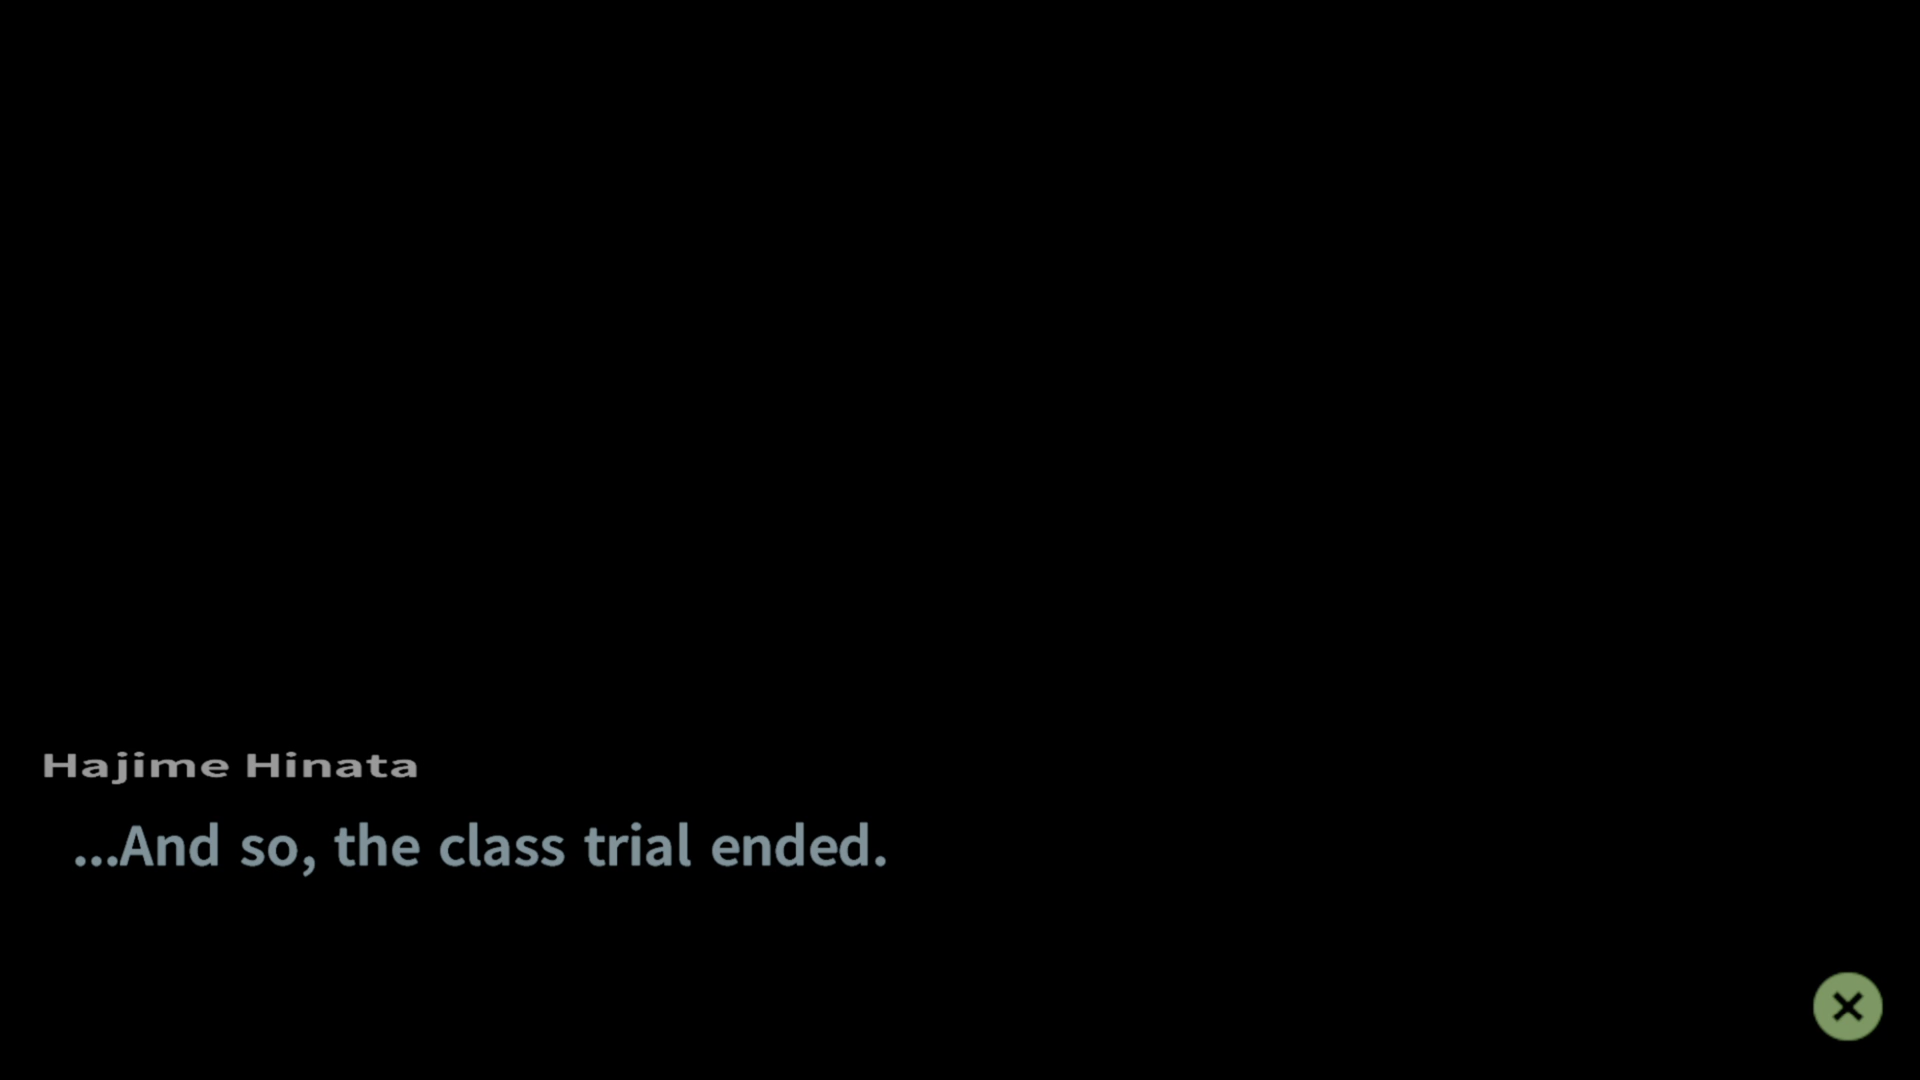 Hajime Hinata
...And so, the class trial ended.